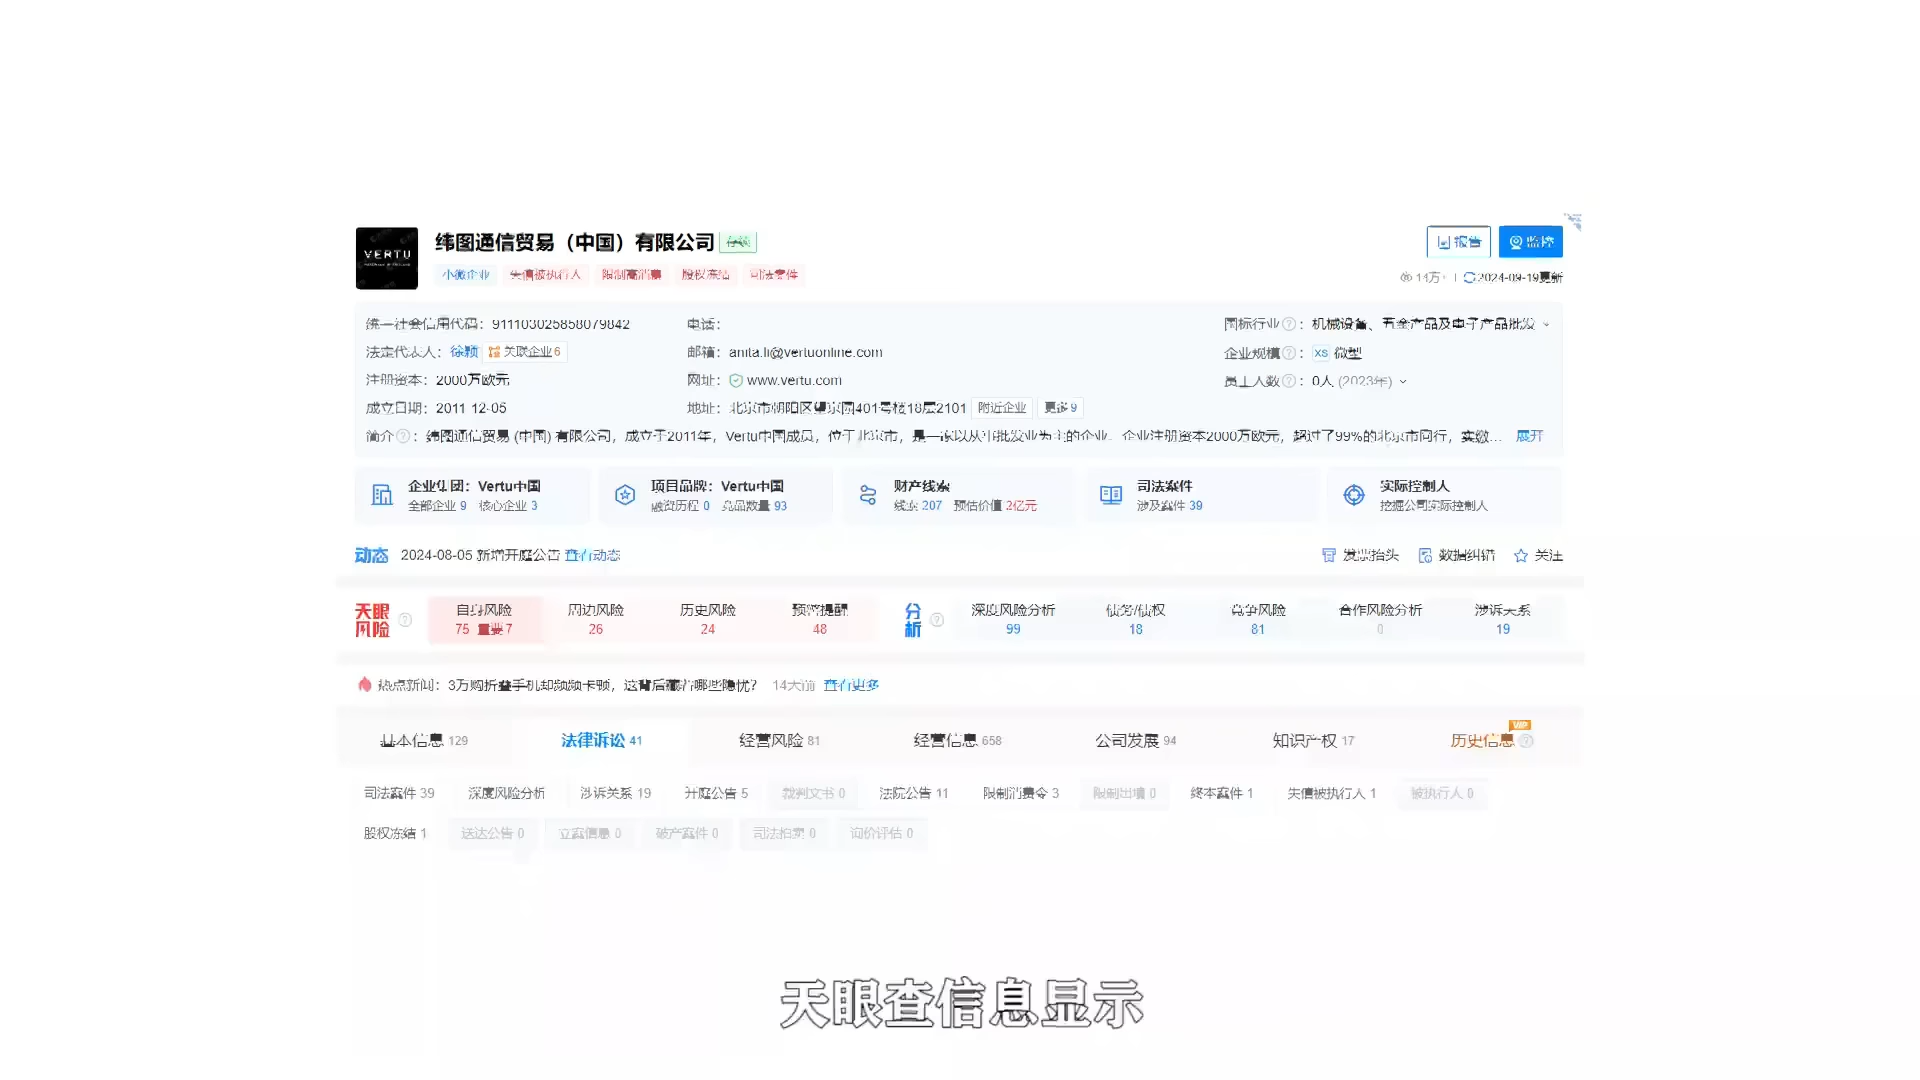 VERTU
纬图通信贸易（中国）有限公司 存续
小微企业 失信被执行人 限制高消费 股权冻结 司法案件
报告 监控
2024-09-19更新
统一社会信用代码：911103025858079842 电话： 国标行业：机械设备、五金产品及电子产品批发
法定代表人：徐颖 关联企业6 邮箱：anita.li@vertuonline.com 企业规模：XS 微型
注册资本：2000万欧元 网址：www.vertu.com 员工人数：0人 (2023年)
成立日期：2011-12-05 地址：北京市朝阳区望京园401号楼18层2101 附近企业 更多9
简介：纬图通信贸易 (中国) 有限公司，成立于2011年，Vertu中国成员，位于北京市，是一家以从事批发业为主的企业。企业注册资本2000万欧元，超过了99%的北京市同行，实缴... 展开
企业集团：Vertu中国 项目品牌：Vertu中国 财产线索 司法案件 实际控制人
全部企业 9 核心企业 3 融资历程 0 竞品数量 93 线索 207 预估价值 2亿元 涉及案件 39 挖掘公司实际控制人
动态 2024-08-05 新增开庭公告 查看动态 发票抬头 数据纠错 关注
天眼风险 自身风险 周边风险 历史风险 预警提醒 分析 深度风险分析 债务/债权 竞争风险 合作风险分析 涉诉关系
75 重要7 26 24 48 99 18 81 0 19
热点新闻：3万购折叠手机却频频卡顿，这背后藏着哪些隐忧？ 14天前 查看更多
VIP
基本信息 129 法律诉讼 41 经营风险 81 经营信息 658 公司发展 94 知识产权 17 历史信息
司法案件 39 深度风险分析 涉诉关系 19 开庭公告 5 裁判文书 0 法院公告 11 限制消费令 3 限制出境 0 终本案件 1 失信被执行人 1 被执行人 0
股权冻结 1 送达公告 0 立案信息 0 破产案件 0 司法拍卖 0 询价评估 0
天眼查信息显示